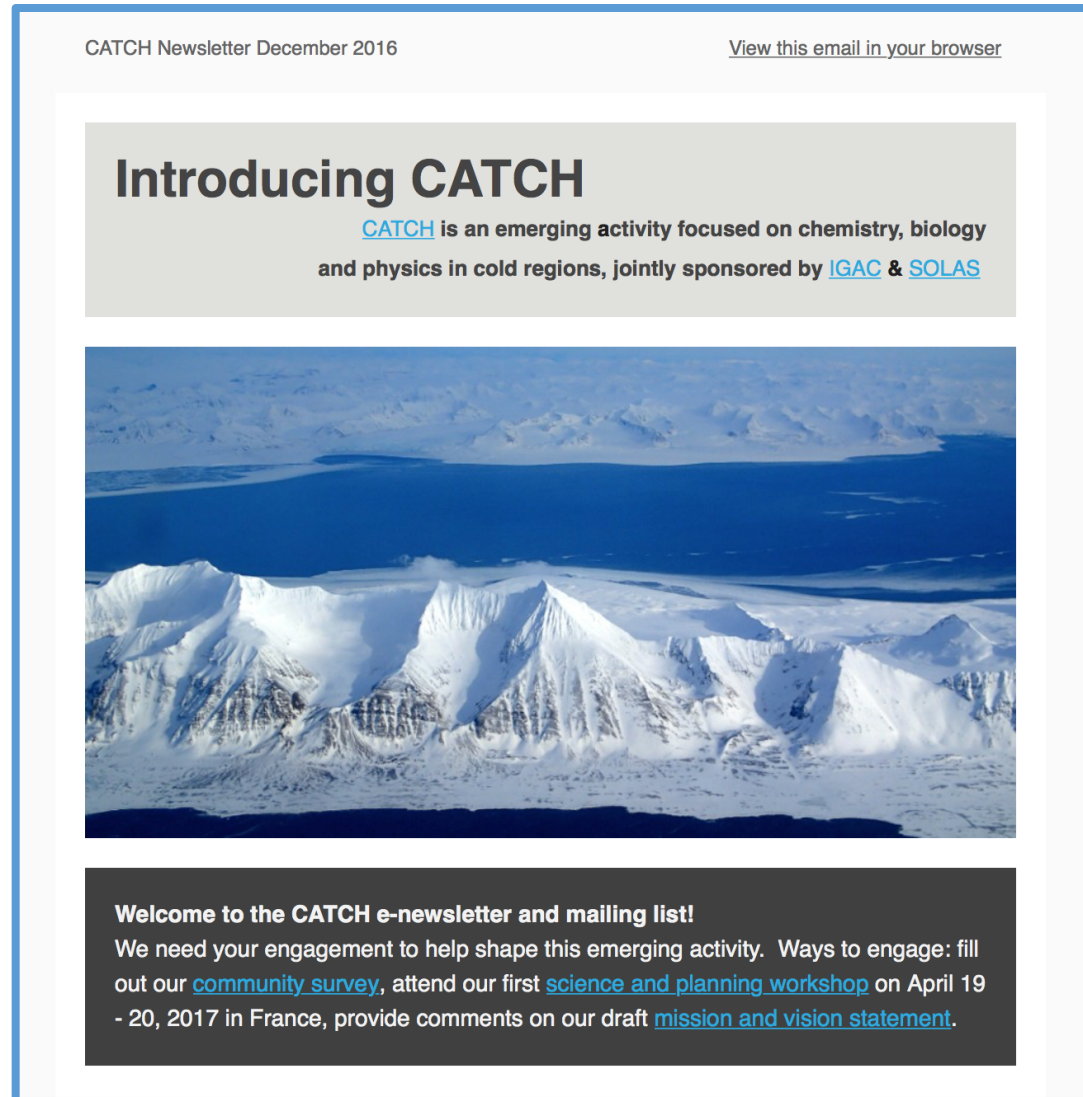 CATCH Newsletter December 2016
View this email in your browser
Introducing CATCH
CATCH is an emerging activity focused on chemistry, biology
and physics in cold regions, jointly sponsored by IGAC & SOLAS
Welcome to the CATCH e-newsletter and mailing list!
We need your engagement to help shape this emerging activity.  Ways to engage: fill
out our community survey, attend our first science and planning workshop on April 19
- 20, 2017 in France, provide comments on our draft mission and vision statement.